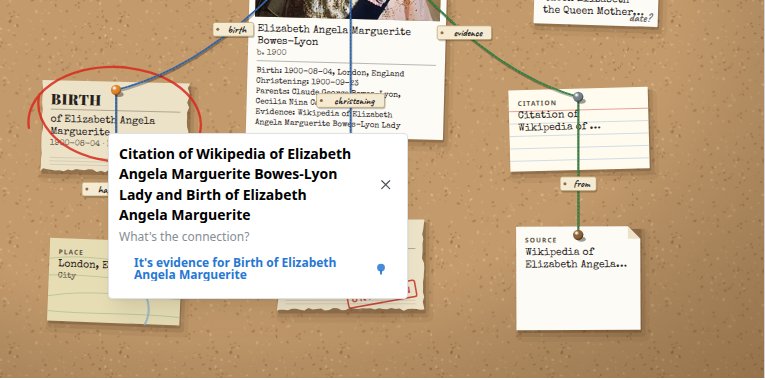 the Queen Mother...
date?
birth
evidence
Elizabeth Angela Marguerite
Bowes-Lyon
b. 1900
Birth: 1900-08-04, London, England
Christening: 1900-09-23
Parents: Claude
Lyon,
Cecilia Nina
Evidence: Wikipedia of Elizabeth
Angela Marguerite Bowes-Lyon Lady
christening
BIRTH
of Elizabeth Angela
Marguerite
1900-08-04
CITATION
Citation of
Wikipedia of ...
from
PLACE
London,
City
SOURCE
Wikipedia of
Elizabeth Angela...
Citation of Wikipedia of Elizabeth
Angela Marguerite Bowes-Lyon
Lady and Birth of Elizabeth
Angela Marguerite
What's the connection?
It's evidence for Birth of Elizabeth
Angela Marguerite